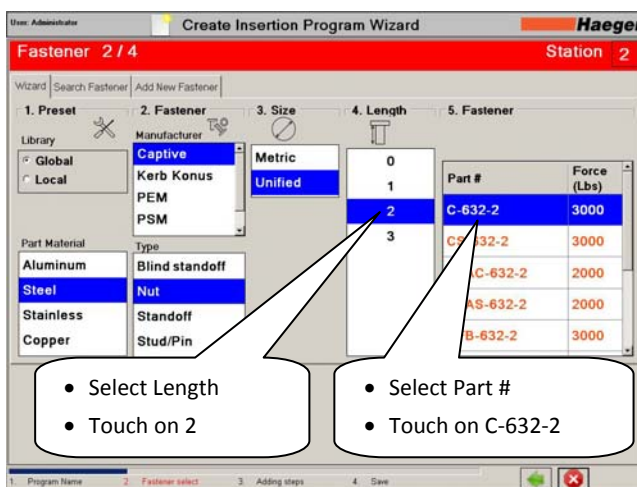 User: Administrator
Create Insertion Program Wizard
Haeger
Fastener 2 / 4
Station 2
Wizard
Search Fastener
Add New Fastener
1. Preset
2. Fastener
3. Size
4. Length
5. Fastener
Library
Global
Local
Manufacturer
Captive
Kerb Konus
PEM
PSM
Metric
Unified
0
1
2
3
Part #
Force (Lbs)
C-632-2 3000
3000
C-632-2 2000
AS-632-2 2000
B-632-2 3000
Part Material
Aluminum
Steel
Stainless
Copper
Type
Blind standoff
Nut
Standoff
Stud/Pin
• Select Length
• Touch on 2
• Select Part #
• Touch on C-632-2
1. Program Name
2. Fastener select
3. Adding steps
4. Save